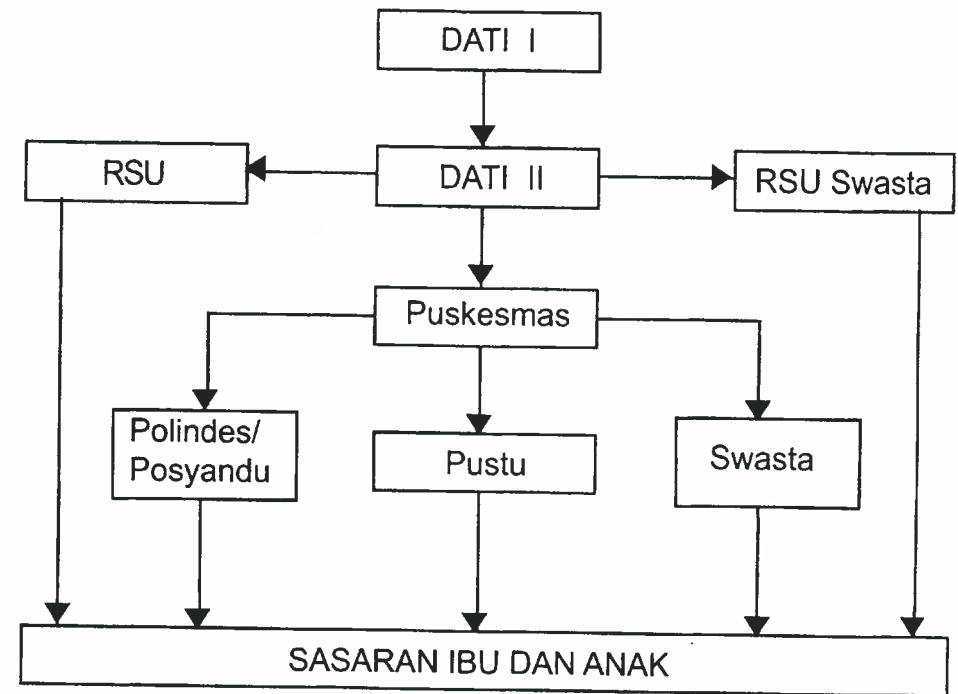 DATI I
RSU
DATI II
RSU Swasta
Puskesmas
Polindes/
Posyandu
Pustu
Swasta
SASARAN IBU DAN ANAK